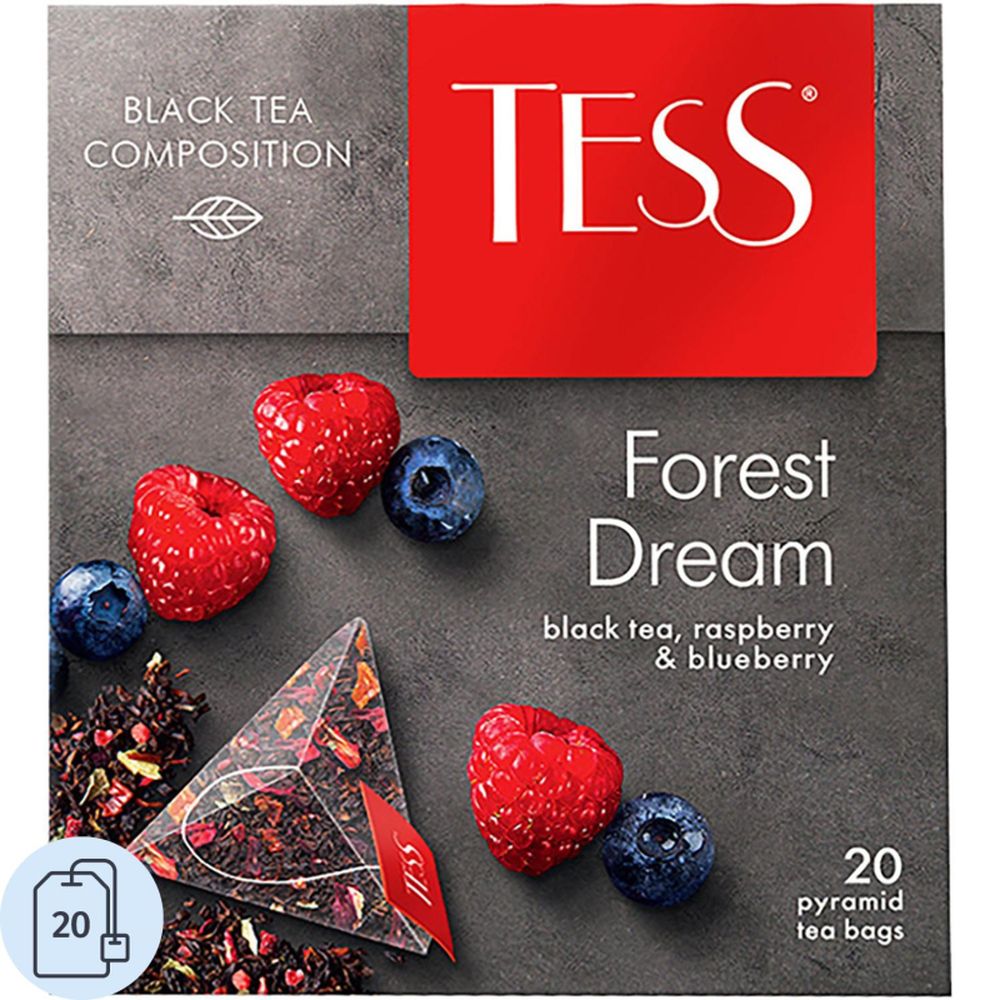 BLACK TEA
COMPOSITION
TESS®
Forest
Dream
black tea, raspberry
& blueberry
TESS
20
pyramid
tea bags
20